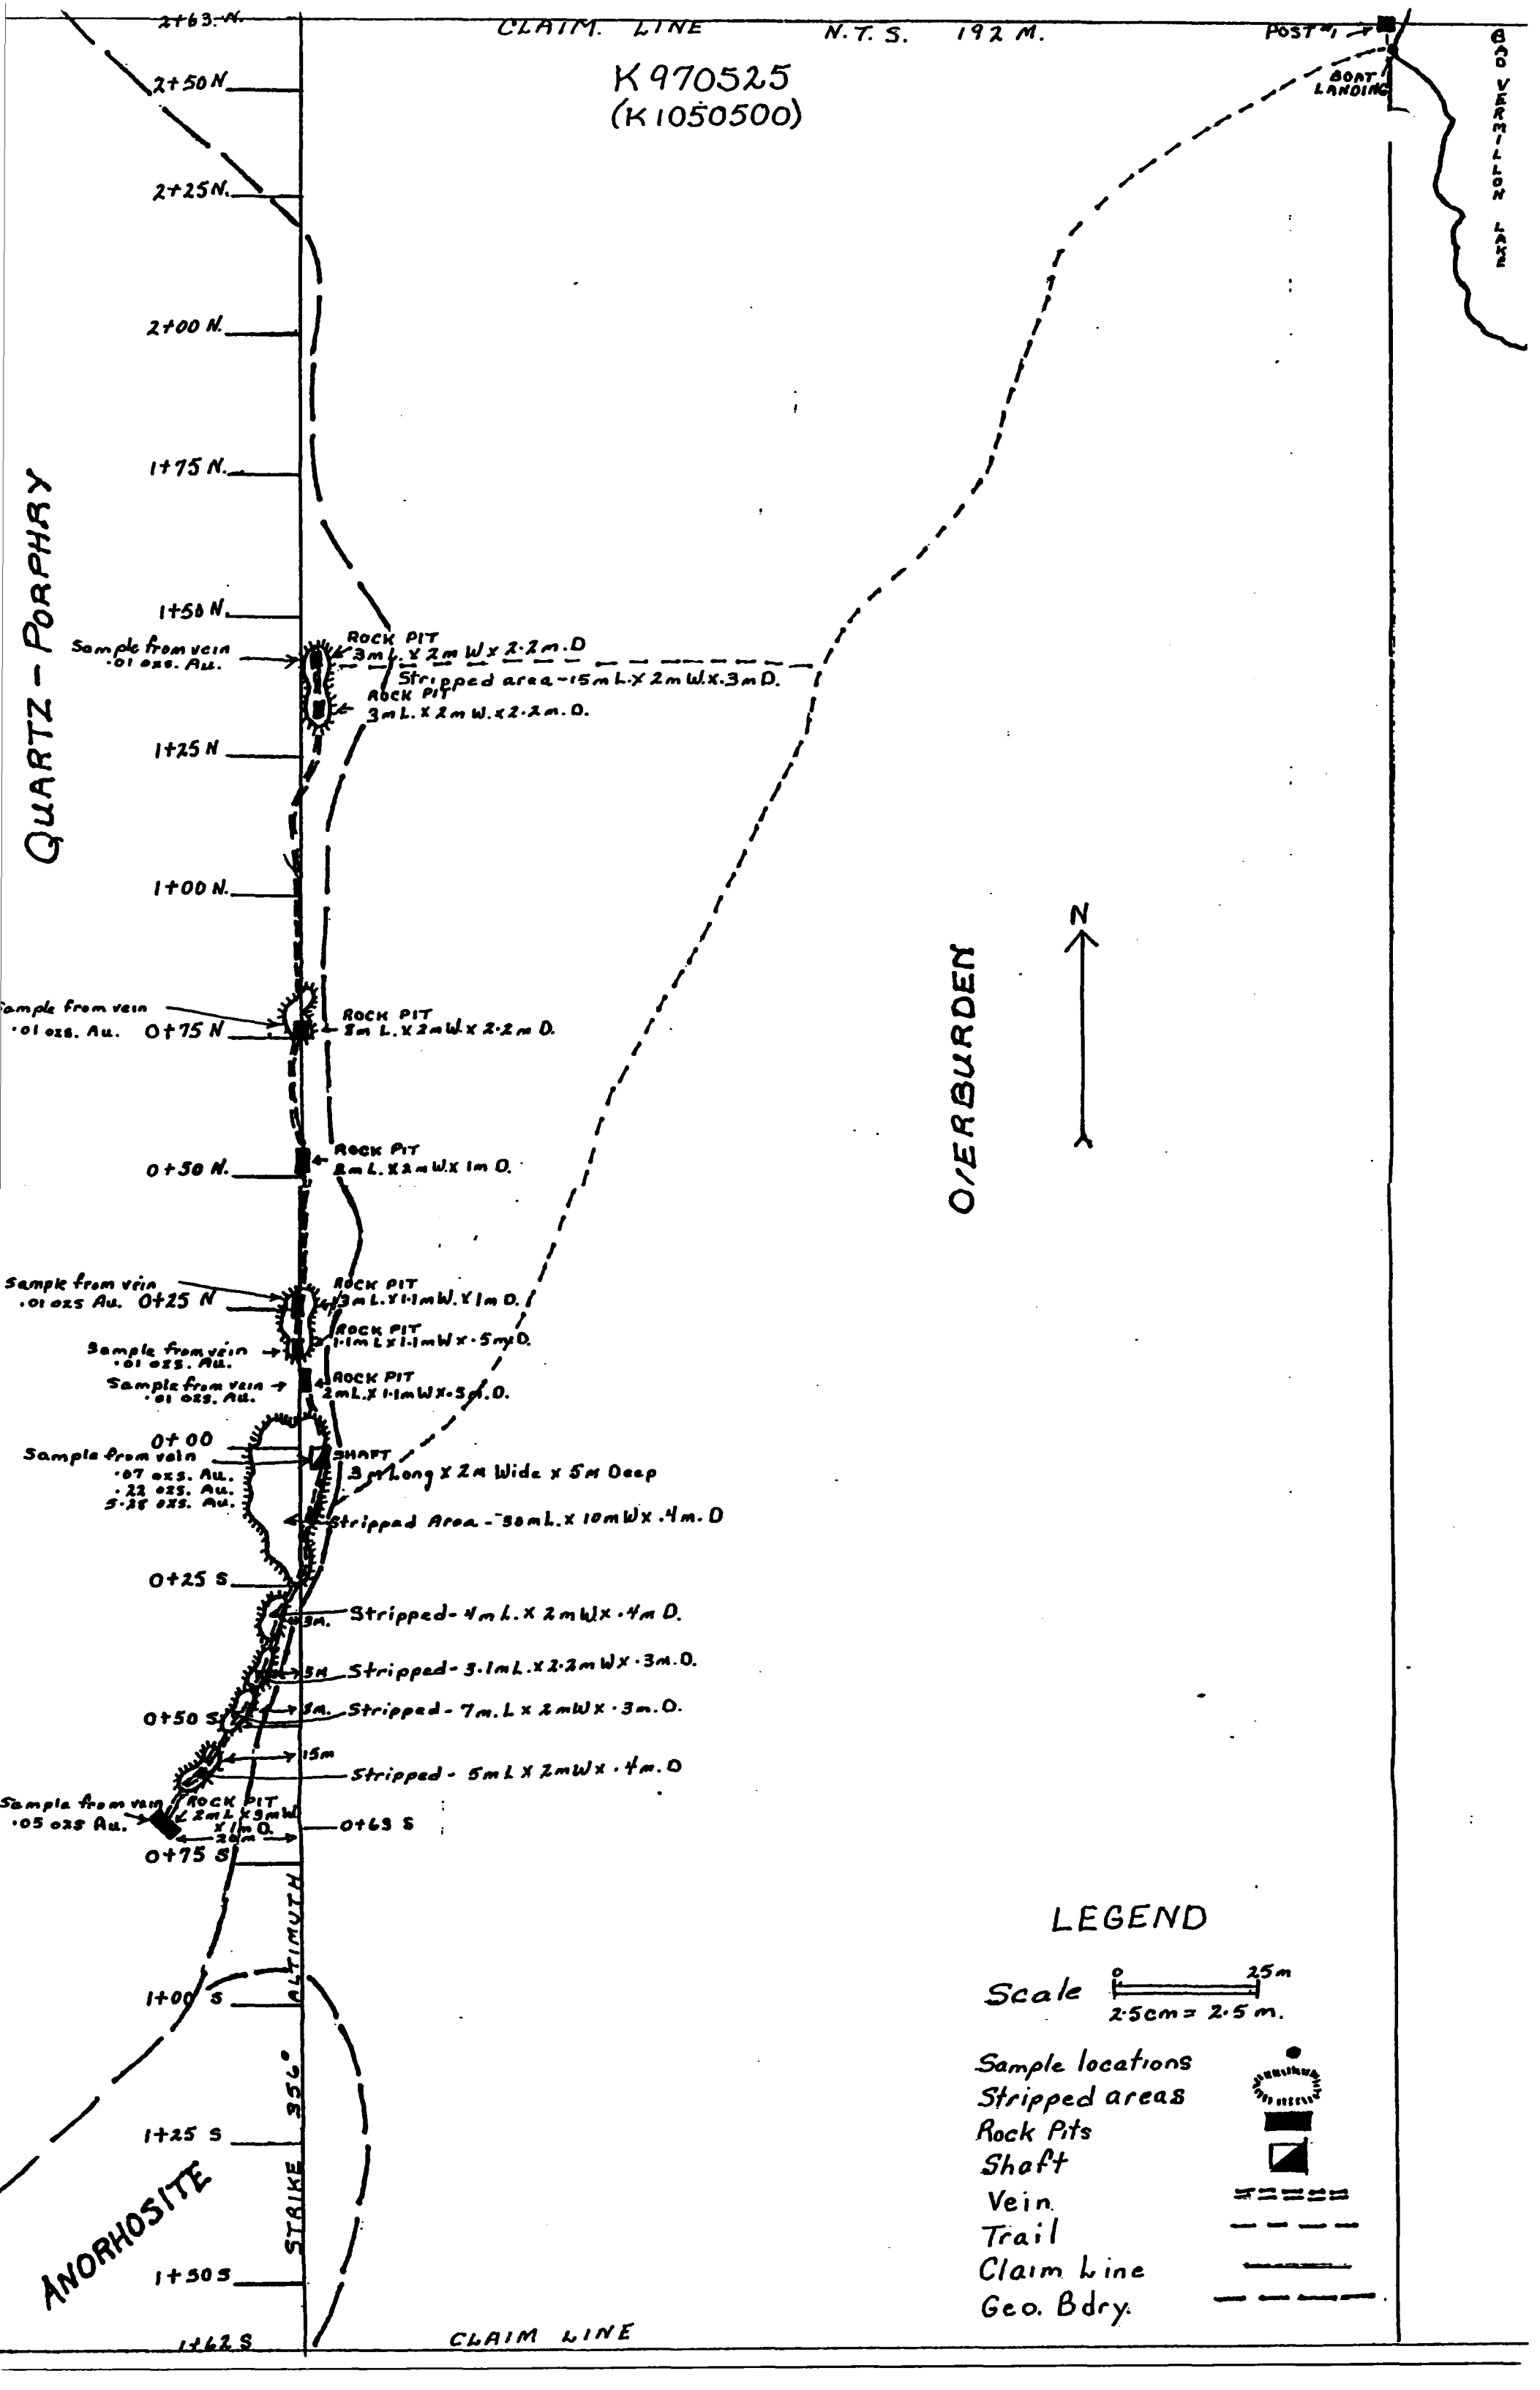 2+63 N.
CLAIM. LINE N.T.S. 192 M.
POST #1
BOAT
LANDING
BAD VERMILLON LAKE
K 970525
(K1050500)
2+50 N
2+25 N.
2+00 N.
1+75 N.
QUARTZ - PORPHRY
1+50 N.
Sample from vein
.01 ozs. Au.
ROCK PIT
3m L. X 2m W x 2.2m. D
Stripped area - 15m L. X 2m W. X .3m D.
ROCK PIT
3m L. X 2m W. x 2.2m. D.
1+25 N
1+00 N.
N
OVERBURDEN
Sample from vein
.01 ozs. Au.
0+75 N
ROCK PIT
L. X 2m W. X 2.2m D.
0+50 N.
ROCK PIT
2m L. X 2m W. X 1m D.
Sample from vein
.01 ozs Au.
0+25 N
ROCK PIT
3m L. X 1.1m W. X 1m D.
ROCK PIT
1.1m L X 1.1m W x .5m D.
Sample from vein
.01 ozs. Au.
Sample from vein
.01 ozs. Au.
ROCK PIT
2m L. X 1.1m W X .5m. D.
0+00
Sample from vein
.07 ozs. Au.
.22 ozs. Au.
ozs. Au.
SHAFT
3m Long X 2m Wide x 5m Deep
Stripped Area - 30m L. x 10m W x .4m. D
0+25 S
Stripped - 4m L. X 2m W X .4m D.
3m.
Stripped - 3.1m L. X 2.2m W X .3m. D.
5m
0+50 S
8m.
Stripped - 7m. L X 2m W X .3m. D.
15m
Stripped - 5m L X 2m W X .4m. D
Sample from vein
.05 ozs Au.
ROCK PIT
2m L X 3m W
X 1m D.
20m
0+63 S
0+75 S
STRIKE 356° ALTIMUTH
1+00 S
1+25 S
ANORHOSITE
1+50 S
1+62 S
CLAIM LINE
LEGEND
Scale
0 25m
2.5cm = 2.5 m.
Sample locations
Stripped areas
Rock Pits
Shaft
Vein
Trail
Claim Line
Geo. Bdry.